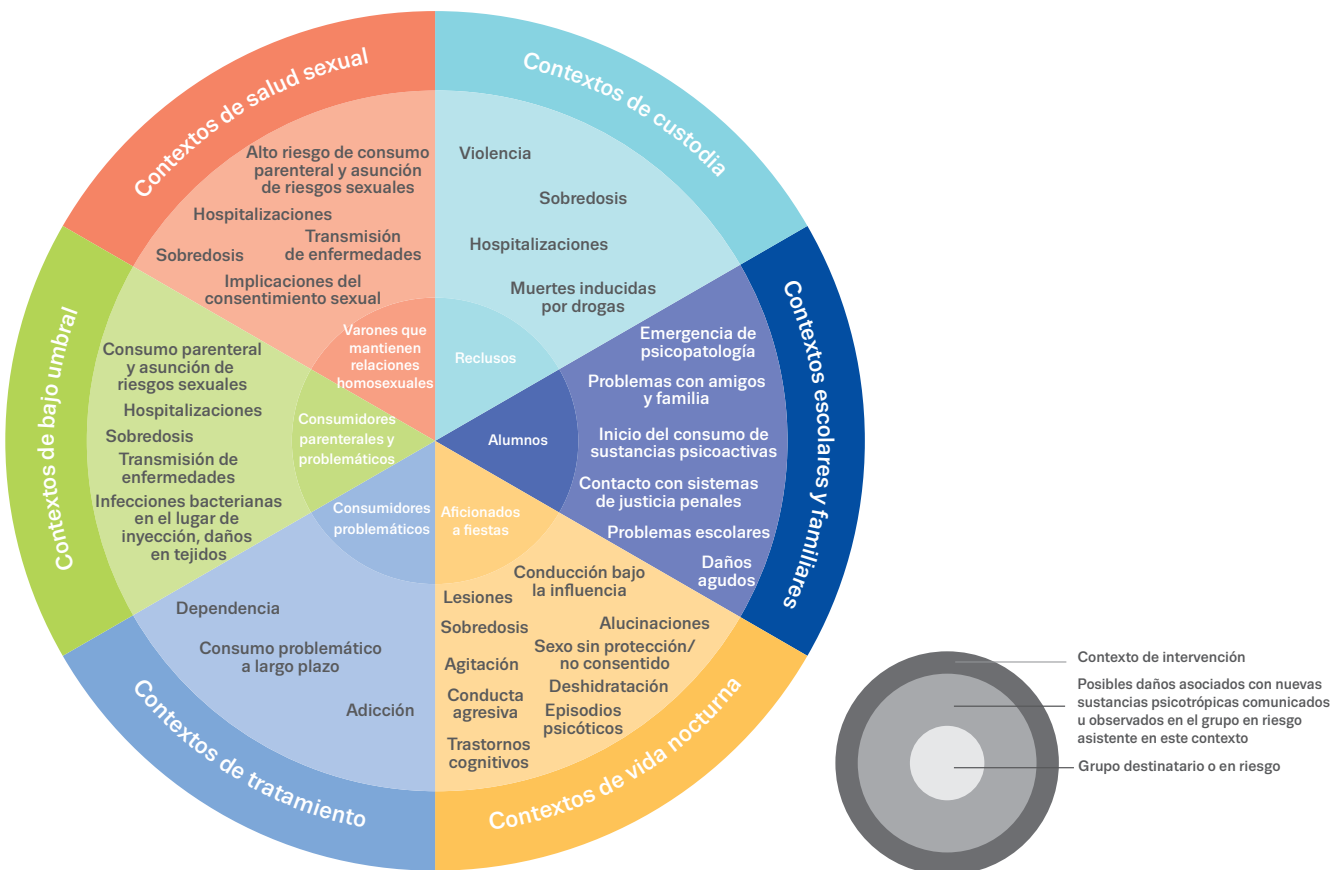 Contextos de salud sexual
Alto riesgo de consumo
parenteral y asunción
de riesgos sexuales
Hospitalizaciones
Transmisión
de enfermedades
Sobredosis
Implicaciones del
consentimiento sexual
Varones que
mantienen
relaciones
homosexuales
Contextos de custodia
Violencia
Sobredosis
Hospitalizaciones
Muertes inducidas
por drogas
Reclusos
Contextos escolares y familiares
Emergencia de
psicopatología
Problemas con amigos
y familia
Inicio del consumo de
sustancias psicoactivas
Contacto con sistemas
de justicia penales
Problemas escolares
Daños
agudos
Alumnos
Contextos de vida nocturna
Aficionados
a fiestas
Conducción bajo
la influencia
Lesiones
Alucinaciones
Sobredosis
Sexo sin protección/
no consentido
Agitación
Deshidratación
Conducta
agresiva
Episodios
psicóticos
Trastornos
cognitivos
Contextos de tratamiento
Consumidores
problemáticos
Dependencia
Consumo problemático
a largo plazo
Adicción
Contextos de bajo umbral
Consumo parenteral
y asunción de
riesgos sexuales
Hospitalizaciones
Sobredosis
Transmisión de
enfermedades
Infecciones bacterianas
en el lugar de
inyección, daños
en tejidos
Consumidores
parenterales y
problemáticos
Contexto de intervención
Posibles daños asociados con nuevas
sustancias psicotrópicas comunicados
u observados en el grupo en riesgo
asistente en este contexto
Grupo destinatario o en riesgo